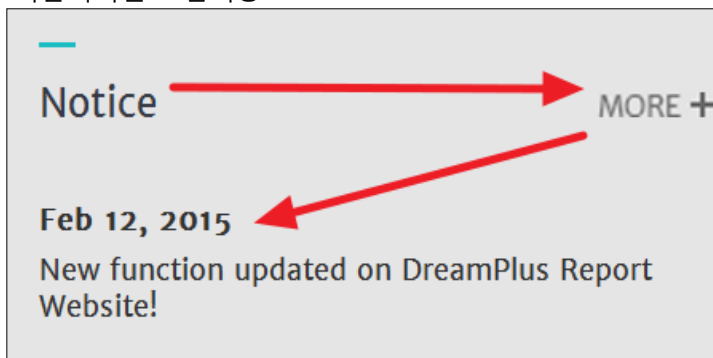 Notice
MORE +
Feb 12, 2015
New function updated on DreamPlus Report
Website!